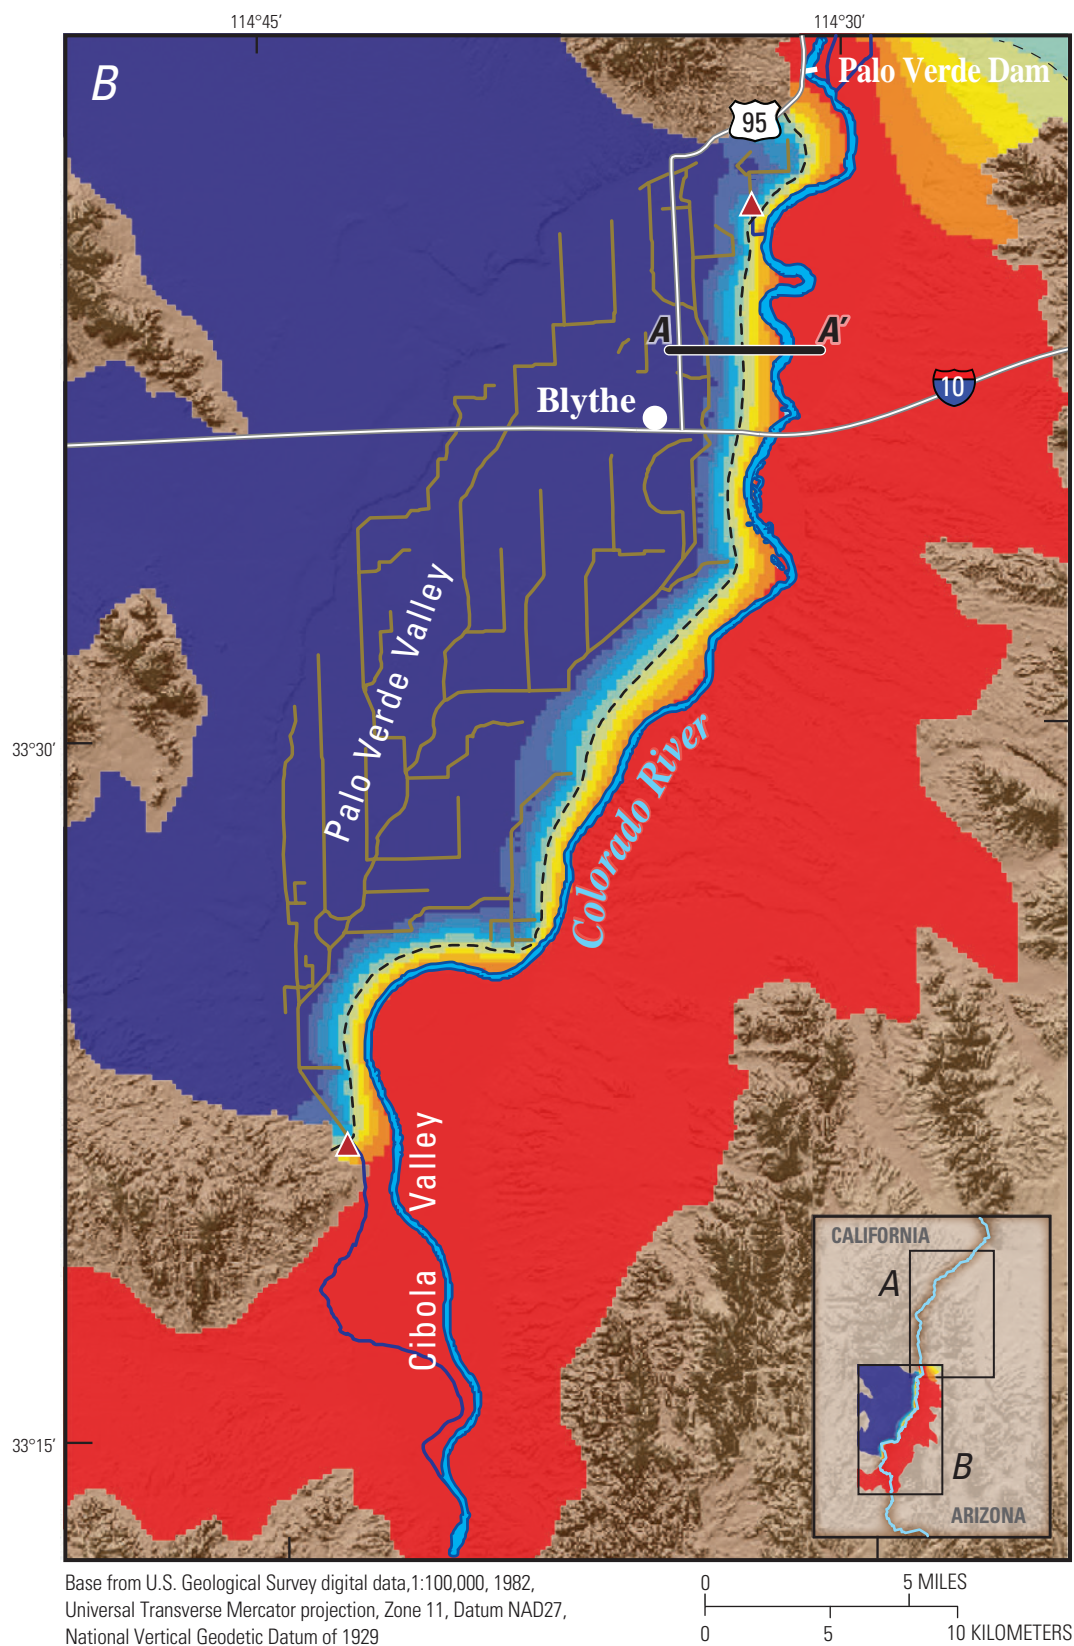 114°45′
114°30′
B
Palo Verde Dam
95
A
A′
10
Blythe
Palo Verde Valley
33°30′
Colorado River
Cibola Valley
CALIFORNIA
A
B
ARIZONA
33°15′
Base from U.S. Geological Survey digital data,1:100,000, 1982,
Universal Transverse Mercator projection, Zone 11, Datum NAD27,
National Vertical Geodetic Datum of 1929
0
5 MILES
0
5
10 KILOMETERS